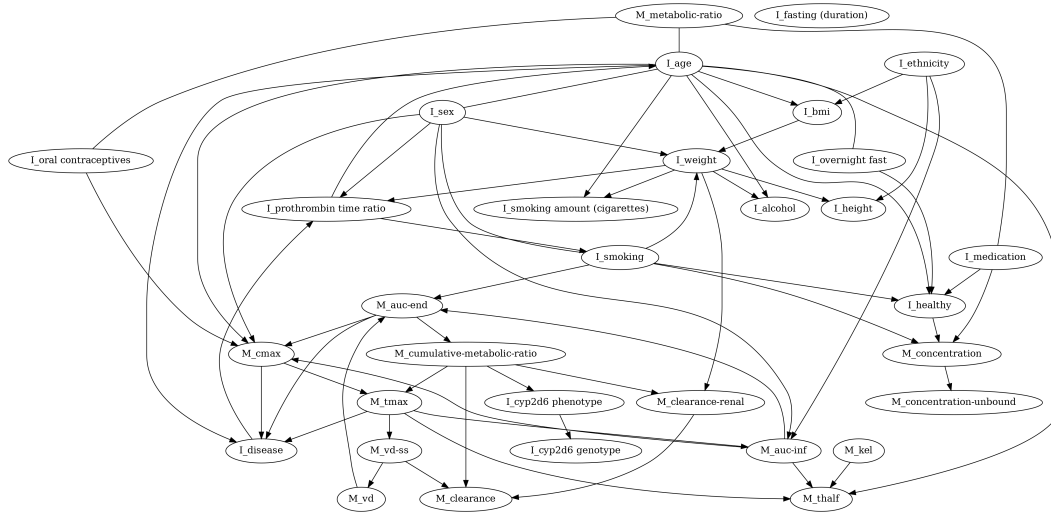 M_metabolic-ratio
I_fasting (duration)
I_age
I_ethnicity
I_sex
I_bmi
I_oral contraceptives
I_weight
I_overnight fast
I_prothrombin time ratio
I_smoking amount (cigarettes)
I_alcohol
I_height
I_smoking
I_medication
M_auc-end
I_healthy
M_cmax
M_cumulative-metabolic-ratio
M_concentration
M_tmax
I_cyp2d6 phenotype
M_clearance-renal
M_concentration-unbound
I_disease
M_vd-ss
I_cyp2d6 genotype
M_auc-inf
M_kel
M_vd
M_clearance
M_thalf